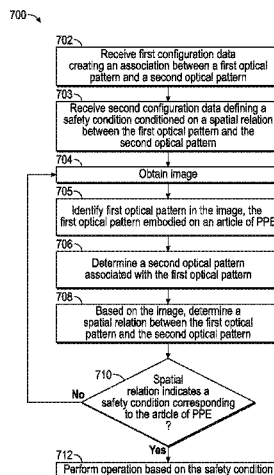 700
702
Receive first configuration data
creating an association between a first optical
pattern and a second optical pattern
703
Receive second configuration data defining a
safety condition conditioned on a spatial relation
between the first optical pattern and the
second optical pattern
704
Obtain image
705
Identify first optical pattern in the image, the
first optical pattern embodied on an article of PPE
706
Determine a second optical pattern
associated with the first optical pattern
708
Based on the image, determine a
spatial relation between the first optical
pattern and the second optical pattern
710
Spatial
relation indicates a
No
safety condition corresponding
to the article of PPE
?
Yes
712
Perform operation based on the safety condition